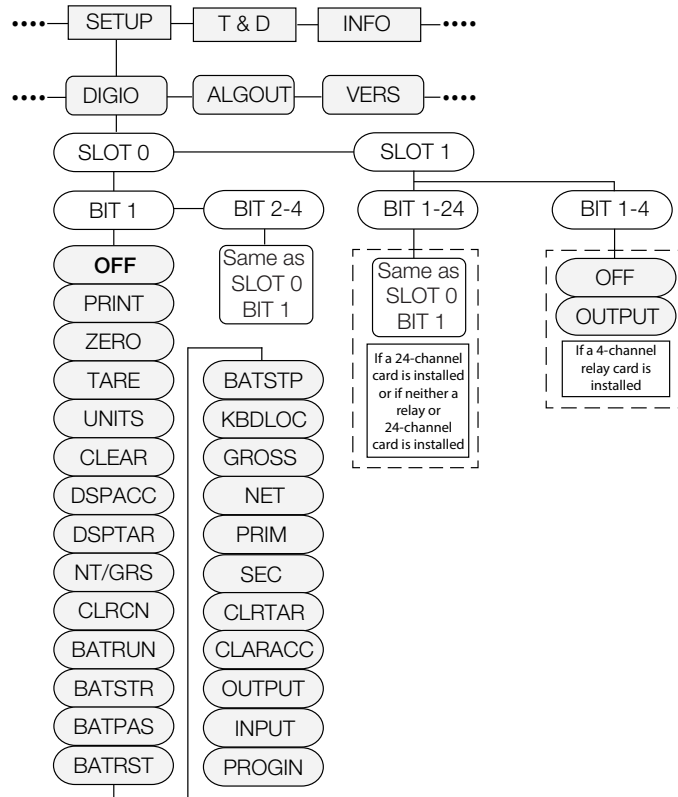 •••• SETUP T & D INFO ••••
•••• DIGIO ALGOUT VERS ••••
SLOT 0 SLOT 1
BIT 1 BIT 2-4 BIT 1-24 BIT 1-4
OFF
PRINT
ZERO
TARE
UNITS
CLEAR
DSPACC
DSPTAR
NT/GRS
CLRCN
BATRUN
BATSTR
BATPAS
BATRST
BATSTP
KBDLOC
GROSS
NET
PRIM
SEC
CLRTAR
CLARACC
OUTPUT
INPUT
PROGIN
Same as
SLOT 0
BIT 1
Same as
SLOT 0
BIT 1
If a 24-channel
card is installed
or if neither a
relay or
24-channel
card is installed
OFF
OUTPUT
If a 4-channel
relay card is
installed